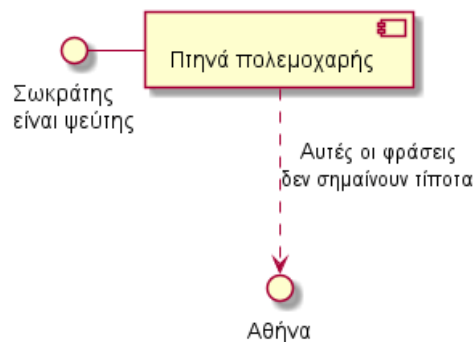 Πτηνά πολεμοχαρής
Σωκράτης
είναι ψεύτης
Αυτές οι φράσεις
δεν σημαίνουν τίποτα
Αθήνα